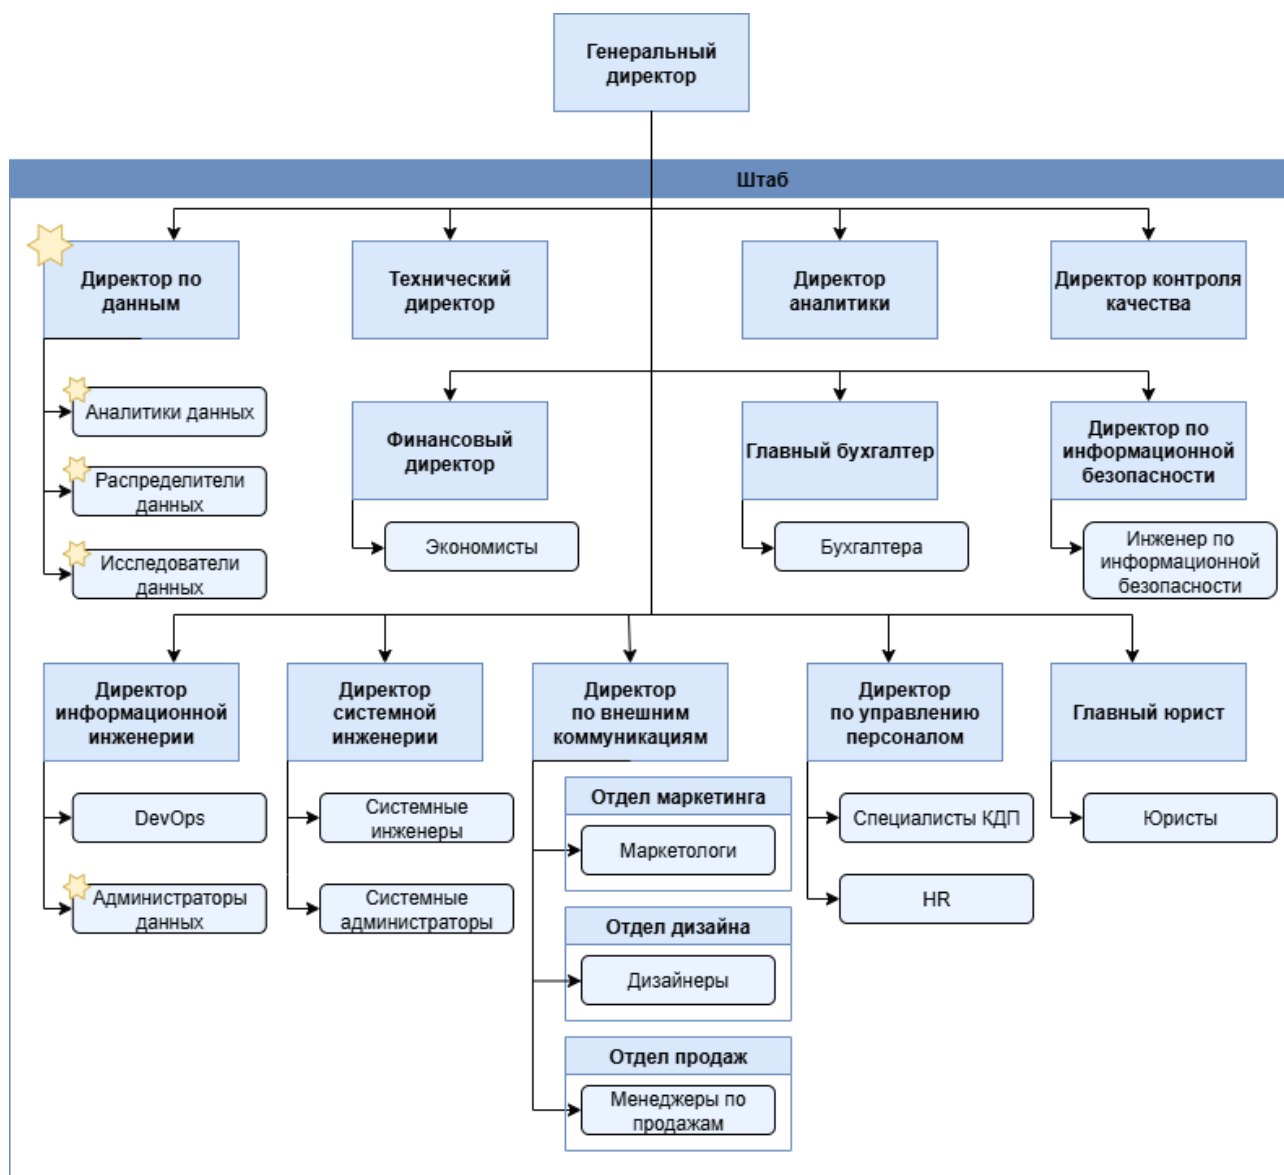 Генеральный
директор
Штаб
Директор по
данным
Технический
директор
Директор
аналитики
Директор контроля
качества
Аналитики данных
Распределители
данных
Исследователи
данных
Финансовый
директор
Экономисты
Главный бухгалтер
Бухгалтера
Директор по
информационной
безопасности
Инженер по
информационной
безопасности
Директор
информационной
инженерии
DevOps
Администраторы
данных
Директор
системной
инженерии
Системные
инженеры
Системные
администраторы
Директор
по внешним
коммуникациям
Отдел маркетинга
Маркетологи
Отдел дизайна
Дизайнеры
Отдел продаж
Менеджеры по
продажам
Директор
по управлению
персоналом
Специалисты КДП
HR
Главный юрист
Юристы